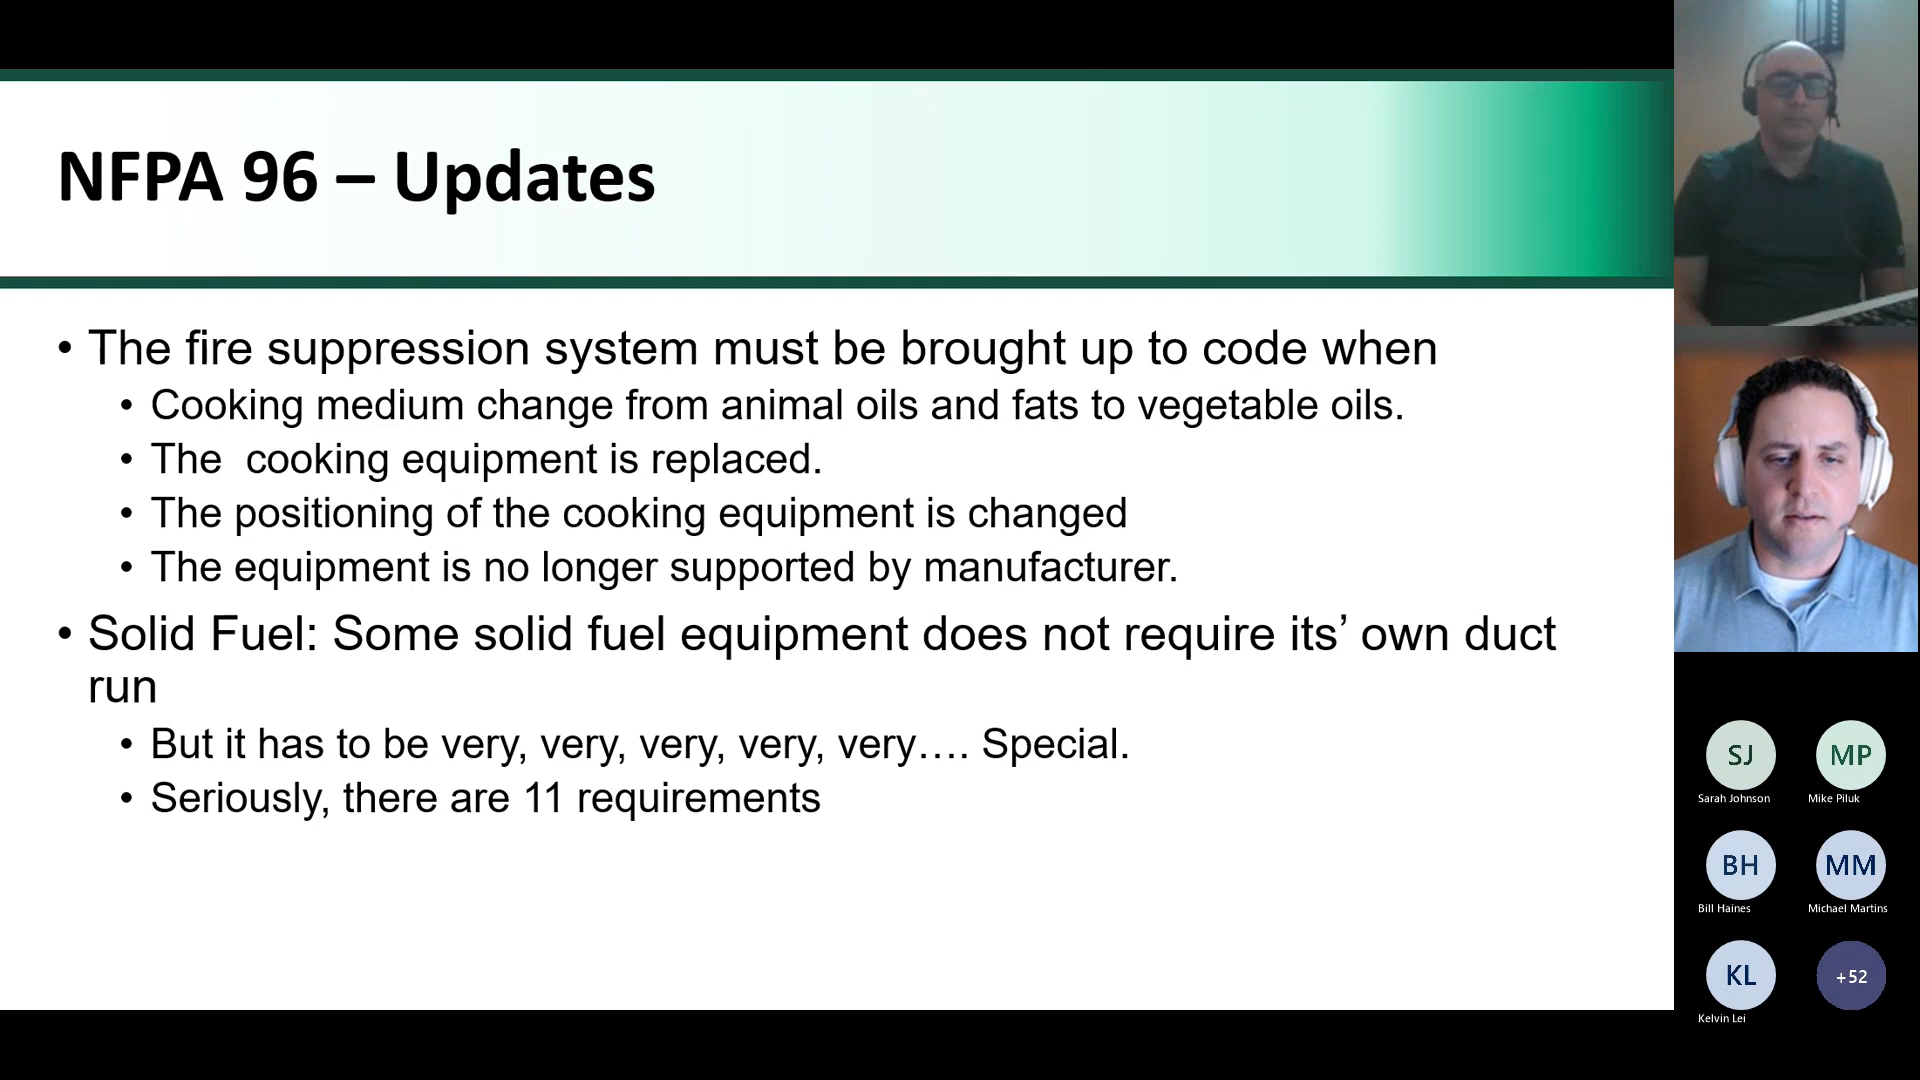 NFPA 96 – Updates
• The fire suppression system must be brought up to code when
• Cooking medium change from animal oils and fats to vegetable oils.
• The  cooking equipment is replaced.
• The positioning of the cooking equipment is changed
• The equipment is no longer supported by manufacturer.
• Solid Fuel: Some solid fuel equipment does not require its’ own duct
run
• But it has to be very, very, very, very, very…. Special.
• Seriously, there are 11 requirements
SJ
Sarah Johnson
MP
Mike Piluk
BH
Bill Haines
MM
Michael Martins
KL
Kelvin Lei
+52